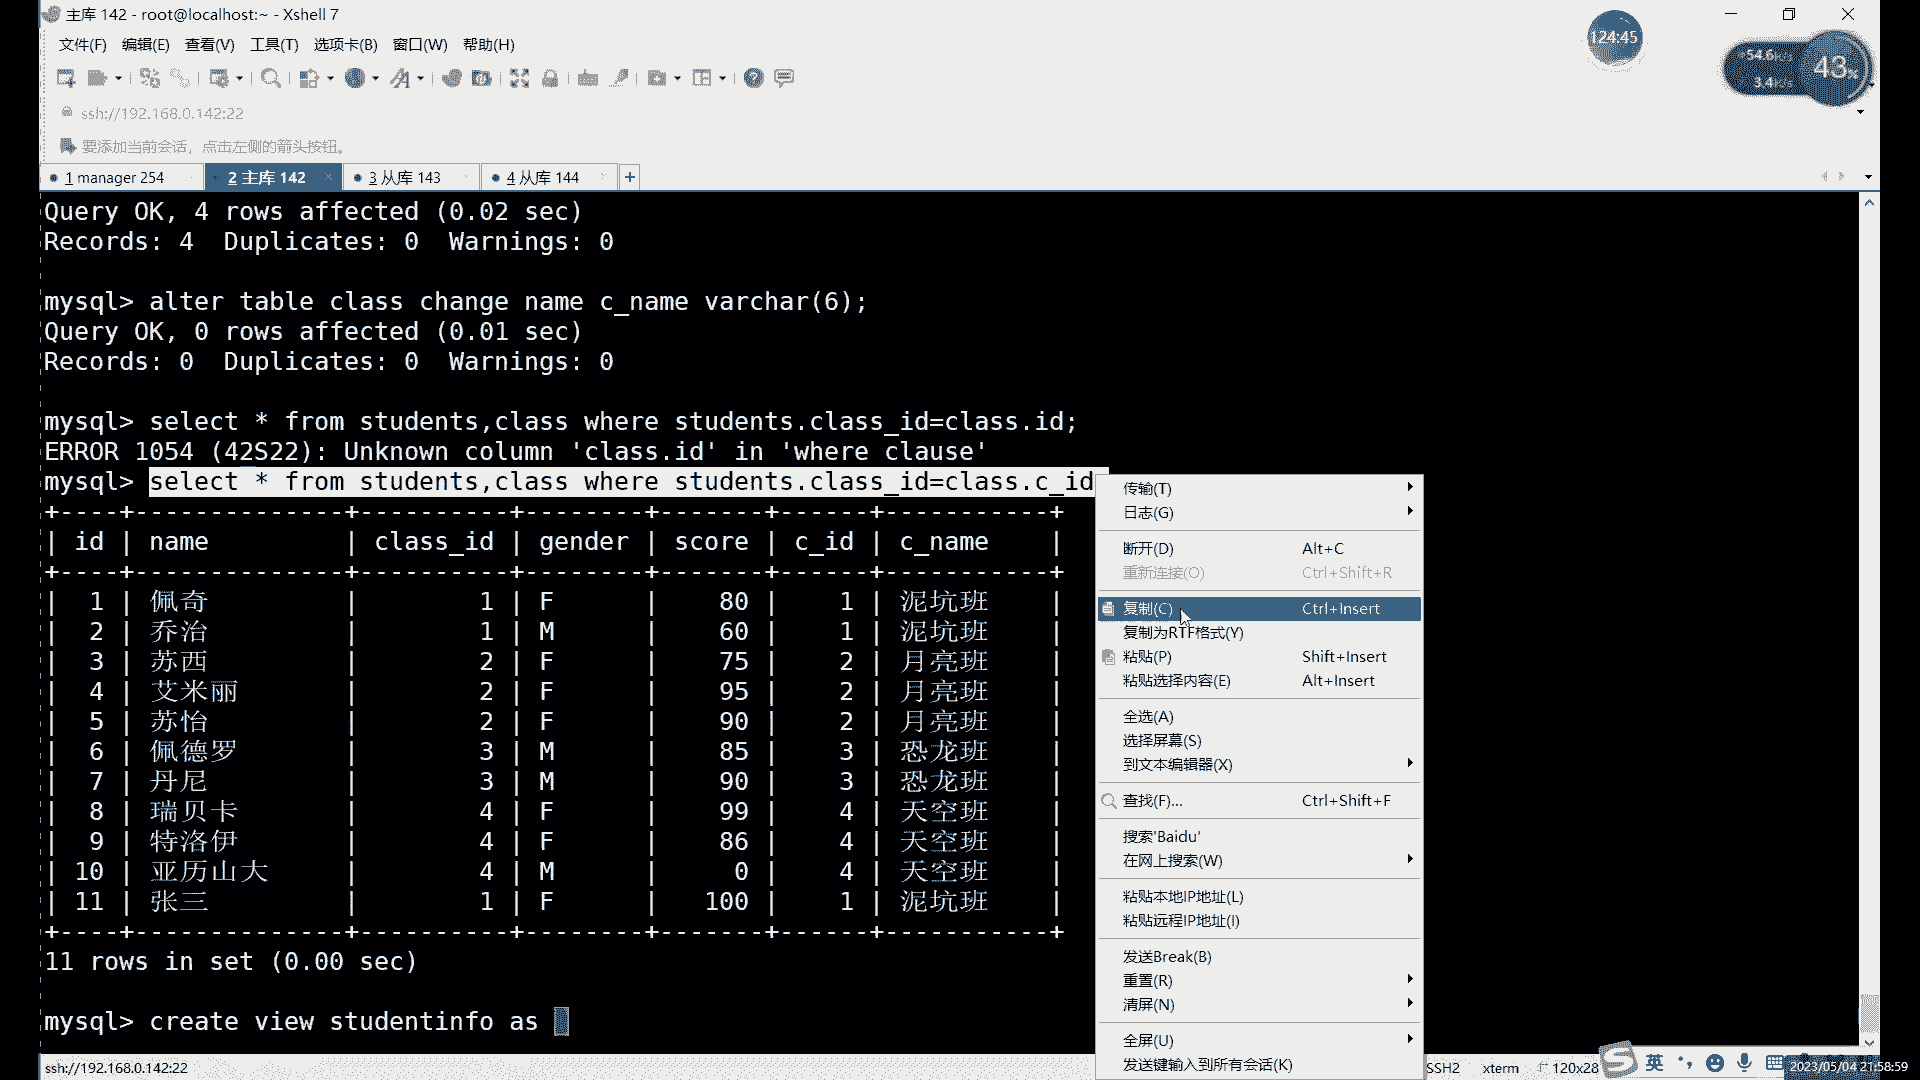 主库 142 - root@localhost:~ - Xshell 7
文件(F) 编辑(E) 查看(V) 工具(T) 选项卡(B) 窗口(W) 帮助(H)
124:45
54.6K/s
3.4K/s
43%
ssh://192.168.0.142:22
要添加当前会话，点击左侧的箭头按钮。
1 manager 254 2 主库 142 × 3 从库 143 4 从库 144 +
Query OK, 4 rows affected (0.02 sec)
Records: 4  Duplicates: 0  Warnings: 0
mysql> alter table class change name c_name varchar(6);
Query OK, 0 rows affected (0.01 sec)
Records: 0  Duplicates: 0  Warnings: 0
mysql> select * from students,class where students.class_id=class.id;
ERROR 1054 (42S22): Unknown column 'class.id' in 'where clause'
mysql> select * from students,class where students.class_id=class.c_id
+----+--------------+----------+--------+-------+------+-----------+
| id | name         | class_id | gender | score | c_id | c_name    |
+----+--------------+----------+--------+-------+------+-----------+
|  1 | 佩奇         |        1 | F      |    80 |    1 | 泥坑班    |
|  2 | 乔治         |        1 | M      |    60 |    1 | 泥坑班    |
|  3 | 苏西         |        2 | F      |    75 |    2 | 月亮班    |
|  4 | 艾米丽       |        2 | F      |    95 |    2 | 月亮班    |
|  5 | 苏怡         |        2 | F      |    90 |    2 | 月亮班    |
|  6 | 佩德罗       |        3 | M      |    85 |    3 | 恐龙班    |
|  7 | 丹尼         |        3 | M      |    90 |    3 | 恐龙班    |
|  8 | 瑞贝卡       |        4 | F      |    99 |    4 | 天空班    |
|  9 | 特洛伊       |        4 | F      |    86 |    4 | 天空班    |
| 10 | 亚历山大     |        4 | M      |     0 |    4 | 天空班    |
| 11 | 张三         |        1 | F      |   100 |    1 | 泥坑班    |
+----+--------------+----------+--------+-------+------+-----------+
11 rows in set (0.00 sec)
mysql> create view studentinfo as
传输(T)
日志(G)
断开(D) Alt+C
重新连接(O) Ctrl+Shift+R
复制(C) Ctrl+Insert
复制为RTF格式(Y)
粘贴(P) Shift+Insert
粘贴选择内容(E) Alt+Insert
全选(A)
选择屏幕(S)
到文本编辑器(X)
查找(F)... Ctrl+Shift+F
搜索'Baidu'
在网上搜索(W)
粘贴本地IP地址(L)
粘贴远程IP地址(I)
发送Break(B)
重置(R)
清屏(N)
全屏(U)
发送键输入到所有会话(K)
ssh://192.168.0.142:22 SSH2 xterm 120x28
英
2023/05/04 21:58:59